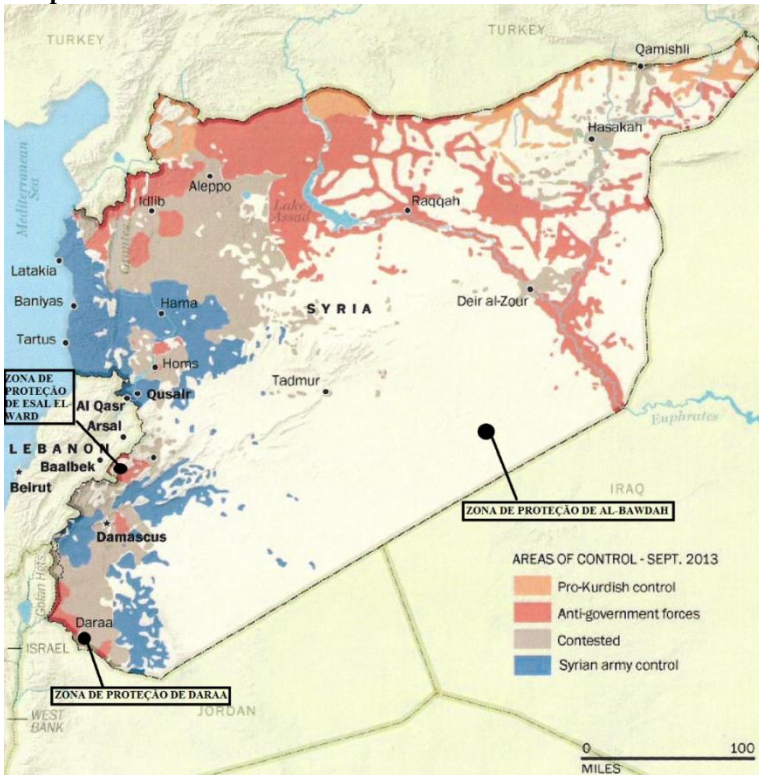 TURKEY
TURKEY
Qamishli
Hasakah
Aleppo
Idlib
Mediterranean
Sea
Orontes
Lake
Assad
Raqqah
Latakia
Baniyas
Hama
SYRIA
Deir al-Zour
Tartus
Homs
Tadmur
ZONA DE
PROTEÇÃO
DE ESAL EL-
WARD
Qusair
Al Qasr
Arsal
Euphrates
LEBANON
Baalbek
Beirut
IRAQ
ZONA DE PROTEÇÃO DE AL-BAWDAH
Damascus
AREAS OF CONTROL - SEPT. 2013
Pro-Kurdish control
Anti-government forces
Contested
Syrian army control
Golan Hgts.
Daraa
ISRAEL
ZONA DE PROTEÇÃO DE DARAA
JORDAN
WEST
BANK
0
100
MILES